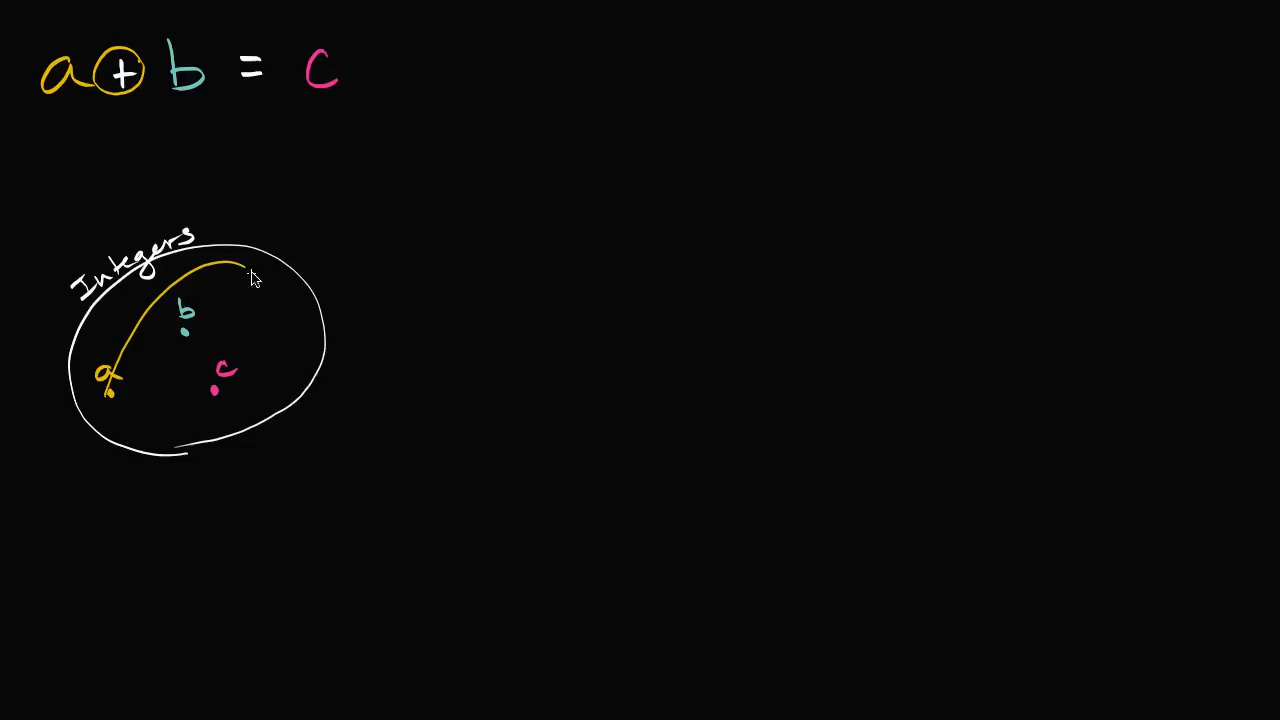 a + b = c
Integers
b
a
c